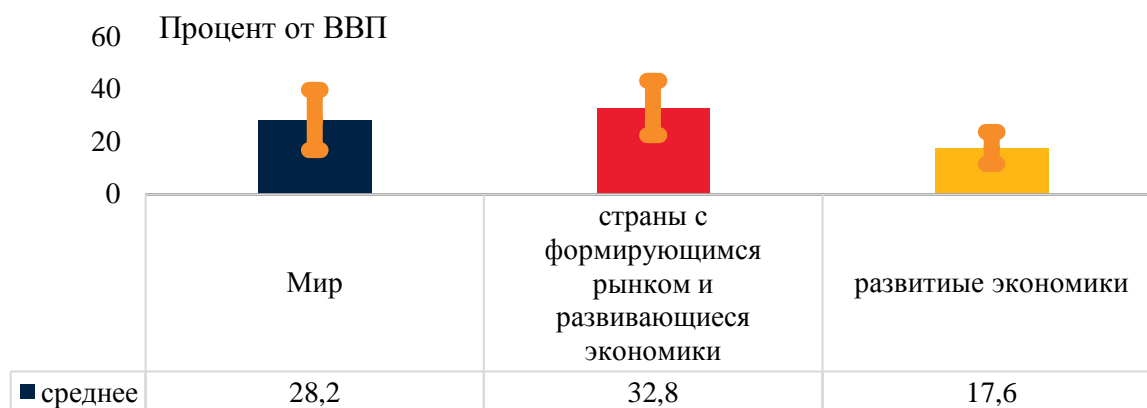 Процент от ВВП
60
40
20
0
Мир
страны с
формирующимся
рынком и
развивающиеся
экономики
развитиые экономики
среднее 28,2 32,8 17,6